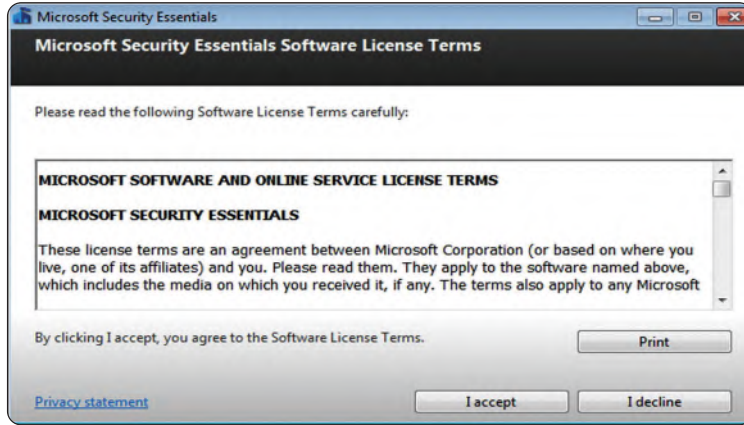 Microsoft Security Essentials
Microsoft Security Essentials Software License Terms
Please read the following Software License Terms carefully:
MICROSOFT SOFTWARE AND ONLINE SERVICE LICENSE TERMS
MICROSOFT SECURITY ESSENTIALS
These license terms are an agreement between Microsoft Corporation (or based on where you
live, one of its affiliates) and you. Please read them. They apply to the software named above,
which includes the media on which you received it, if any. The terms also apply to any Microsoft
By clicking I accept, you agree to the Software License Terms.
Print
Privacy statement
I accept
I decline